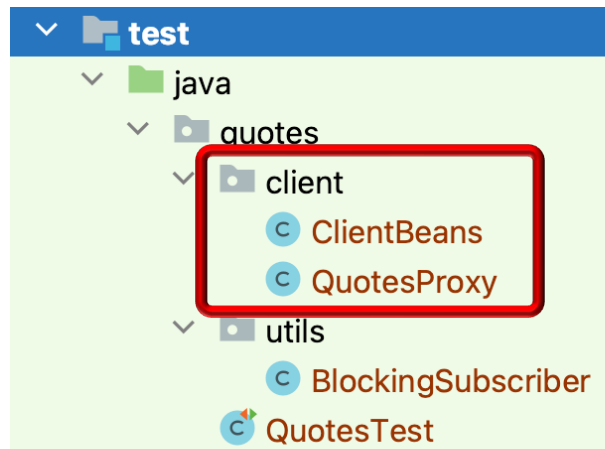 test
java
quotes
client
C ClientBeans
C QuotesProxy
utils
C BlockingSubscriber
C QuotesTest